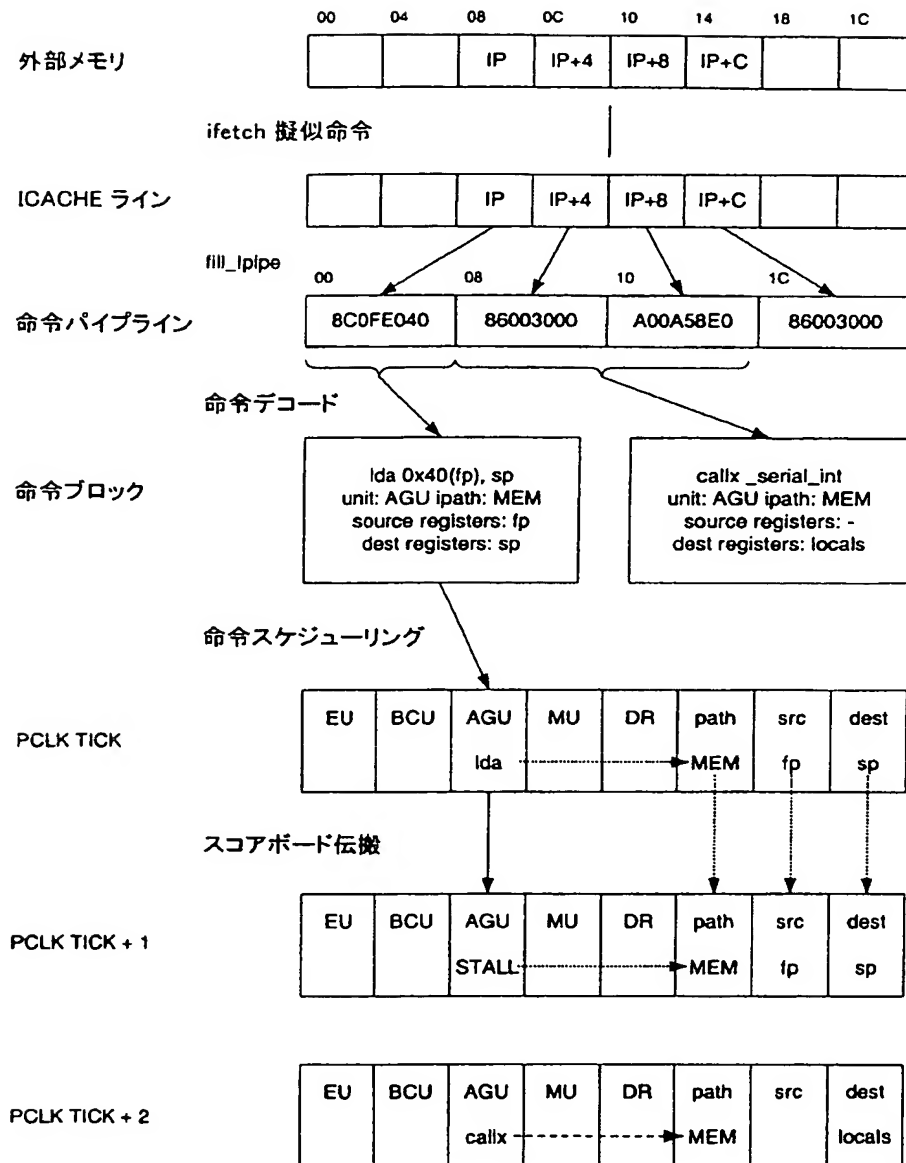 00 04 08 0C 10 14 18 1C
外部メモリ IP IP+4 IP+8 IP+C
ifetch 擬似命令
ICACHE ライン IP IP+4 IP+8 IP+C
fill_ipipe
00 08 10 1C
命令パイプライン 8C0FE040 86003000 A00A58E0 86003000
命令デコード
命令ブロック
lda 0x40(fp), sp
unit: AGU ipath: MEM
source registers: fp
dest registers: sp
callx _serial_int
unit: AGU ipath: MEM
source registers: -
dest registers: locals
命令スケジューリング
PCLK TICK
EU BCU AGU MU DR path src dest
lda MEM fp sp
スコアボード伝搬
PCLK TICK + 1
EU BCU AGU MU DR path src dest
STALL MEM fp sp
PCLK TICK + 2
EU BCU AGU MU DR path src dest
callx MEM locals